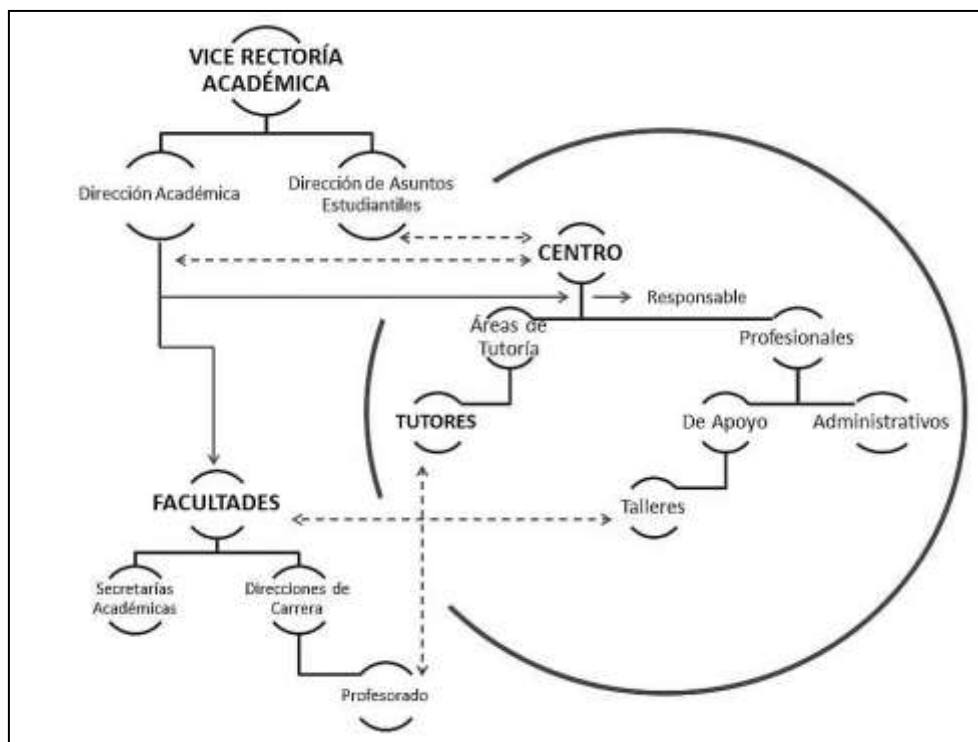 VICE RECTORÍA
ACADÉMICA
Dirección Académica
Dirección de Asuntos
Estudiantiles
CENTRO
Responsable
Áreas de
Tutoría
Profesionales
TUTORES
De Apoyo
Administrativos
FACULTADES
Talleres
Secretarías
Académicas
Direcciones de
Carrera
Profesorado